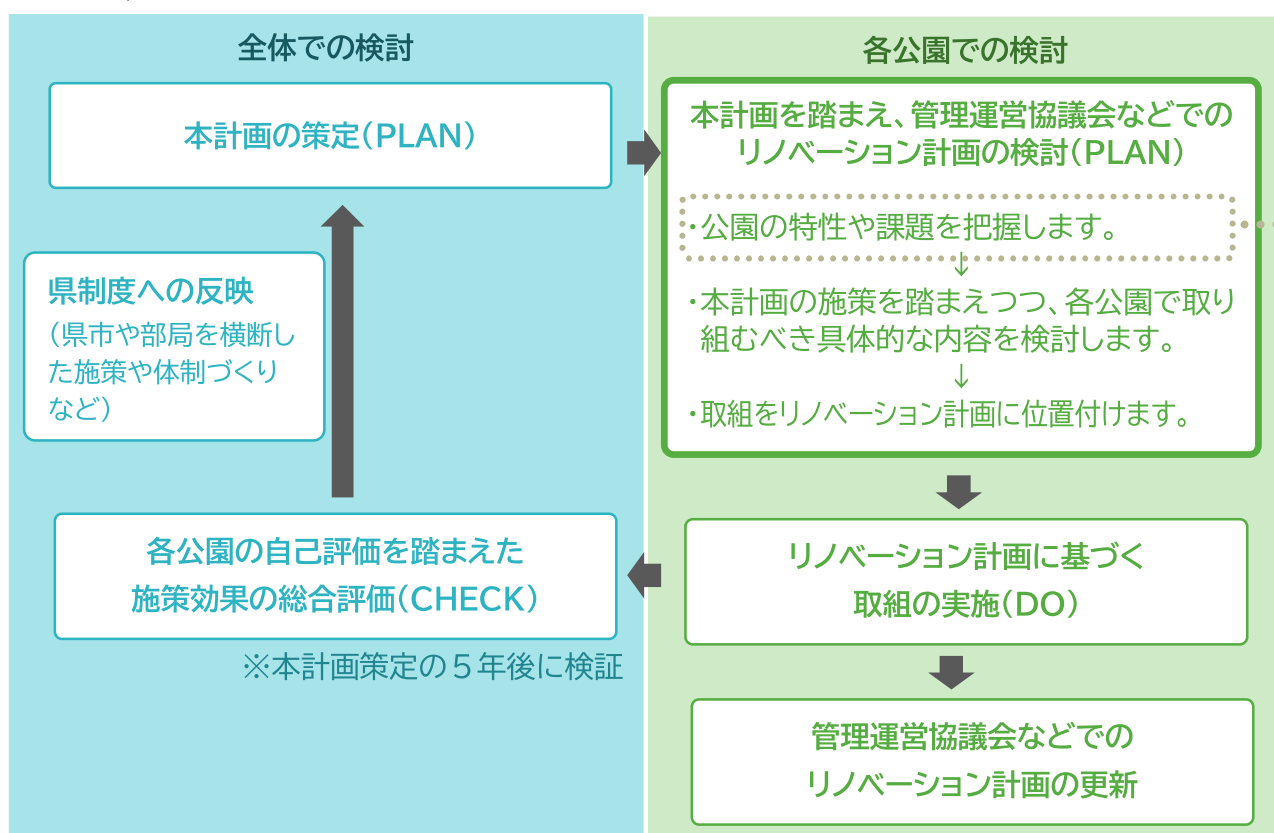 全体での検討
本計画の策定(PLAN)
県制度への反映
(県市や部局を横断し
た施策や体制づくり
など)
各公園の自己評価を踏まえた
施策効果の総合評価(CHECK)
※本計画策定の5年後に検証
各公園での検討
本計画を踏まえ、管理運営協議会などでの
リノベーション計画の検討(PLAN)
・公園の特性や課題を把握します。
↓
・本計画の施策を踏まえつつ、各公園で取り
組むべき具体的な内容を検討します。
↓
・取組をリノベーション計画に位置付けます。
リノベーション計画に基づく
取組の実施(DO)
管理運営協議会などでの
リノベーション計画の更新